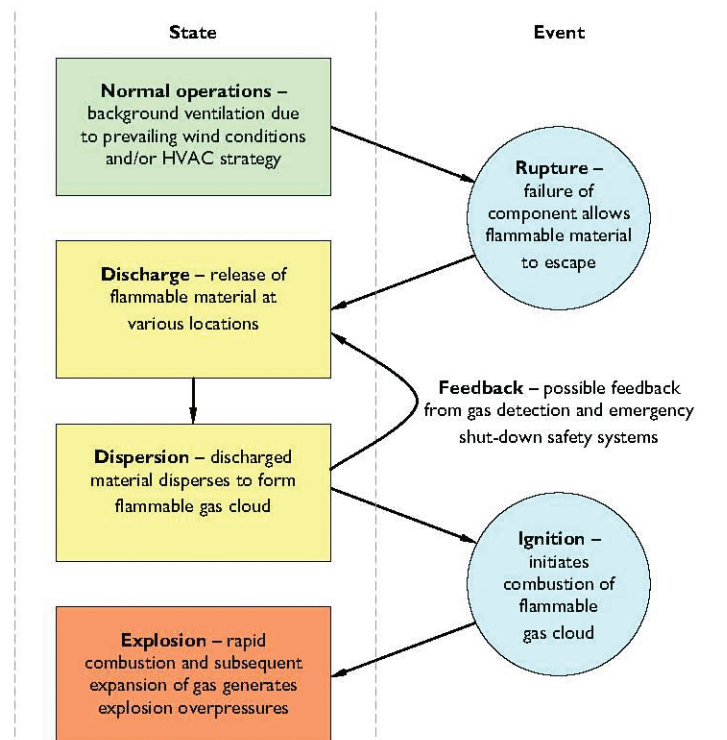 State
Event
Normal operations –
background ventilation due
to prevailing wind conditions
and/or HVAC strategy
Rupture –
failure of
component allows
flammable material
to escape
Discharge – release of
flammable material at
various locations
Feedback – possible feedback
from gas detection and emergency
shut-down safety systems
Dispersion – discharged
material disperses to form
flammable gas cloud
Ignition –
initiates
combustion of
flammable
gas cloud
Explosion – rapid
combustion and subsequent
expansion of gas generates
explosion overpressures